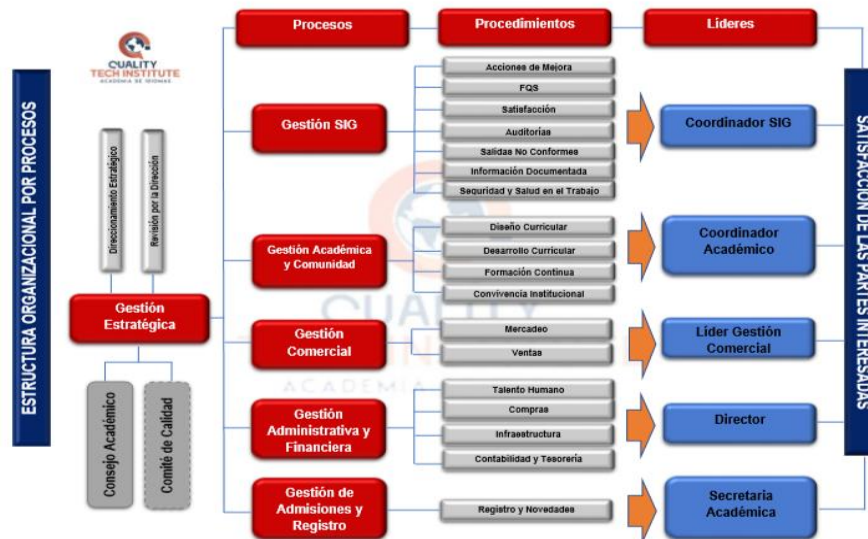 Procesos
Procedimientos
Lideres
QUALITY
TECH INSTITUTE
ACADEMIA DE IDIOMAS
ESTRUCTURA ORGANIZACIONAL POR PROCESOS
Direccionamiento Estratégico
Revisión por la Dirección
Gestión
Estratégica
Consejo Académico
Comité de Calidad
Gestión SIG
Acciones de Mejora
FQS
Satisfacción
Auditorías
Salidas No Conformes
Información Documentada
Seguridad y Salud en el Trabajo
Coordinador SIG
Gestión Académica
y Comunidad
Diseño Curricular
Desarrollo Curricular
Formación Continua
Convivencia Institucional
Coordinador
Académico
Gestión
Comercial
Mercadeo
Ventas
Líder Gestión
Comercial
Gestión
Administrativa y
Financiera
Talento Humano
Compras
Infraestructura
Contabilidad y Tesorería
Director
Gestión de
Admisiones y
Registro
Registro y Novedades
Secretaria
Académica
SATISFACCIÓN DE LAS PARTES INTERESADAS